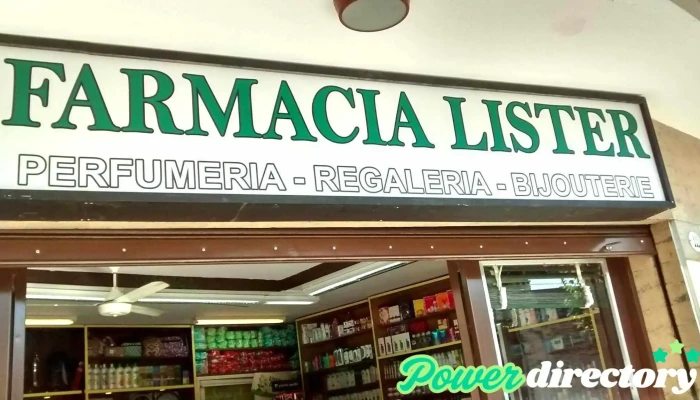 FARMACIA LISTER
PERFUMERIA - REGALERIA - BIJOUTERIE
Powerdirectory